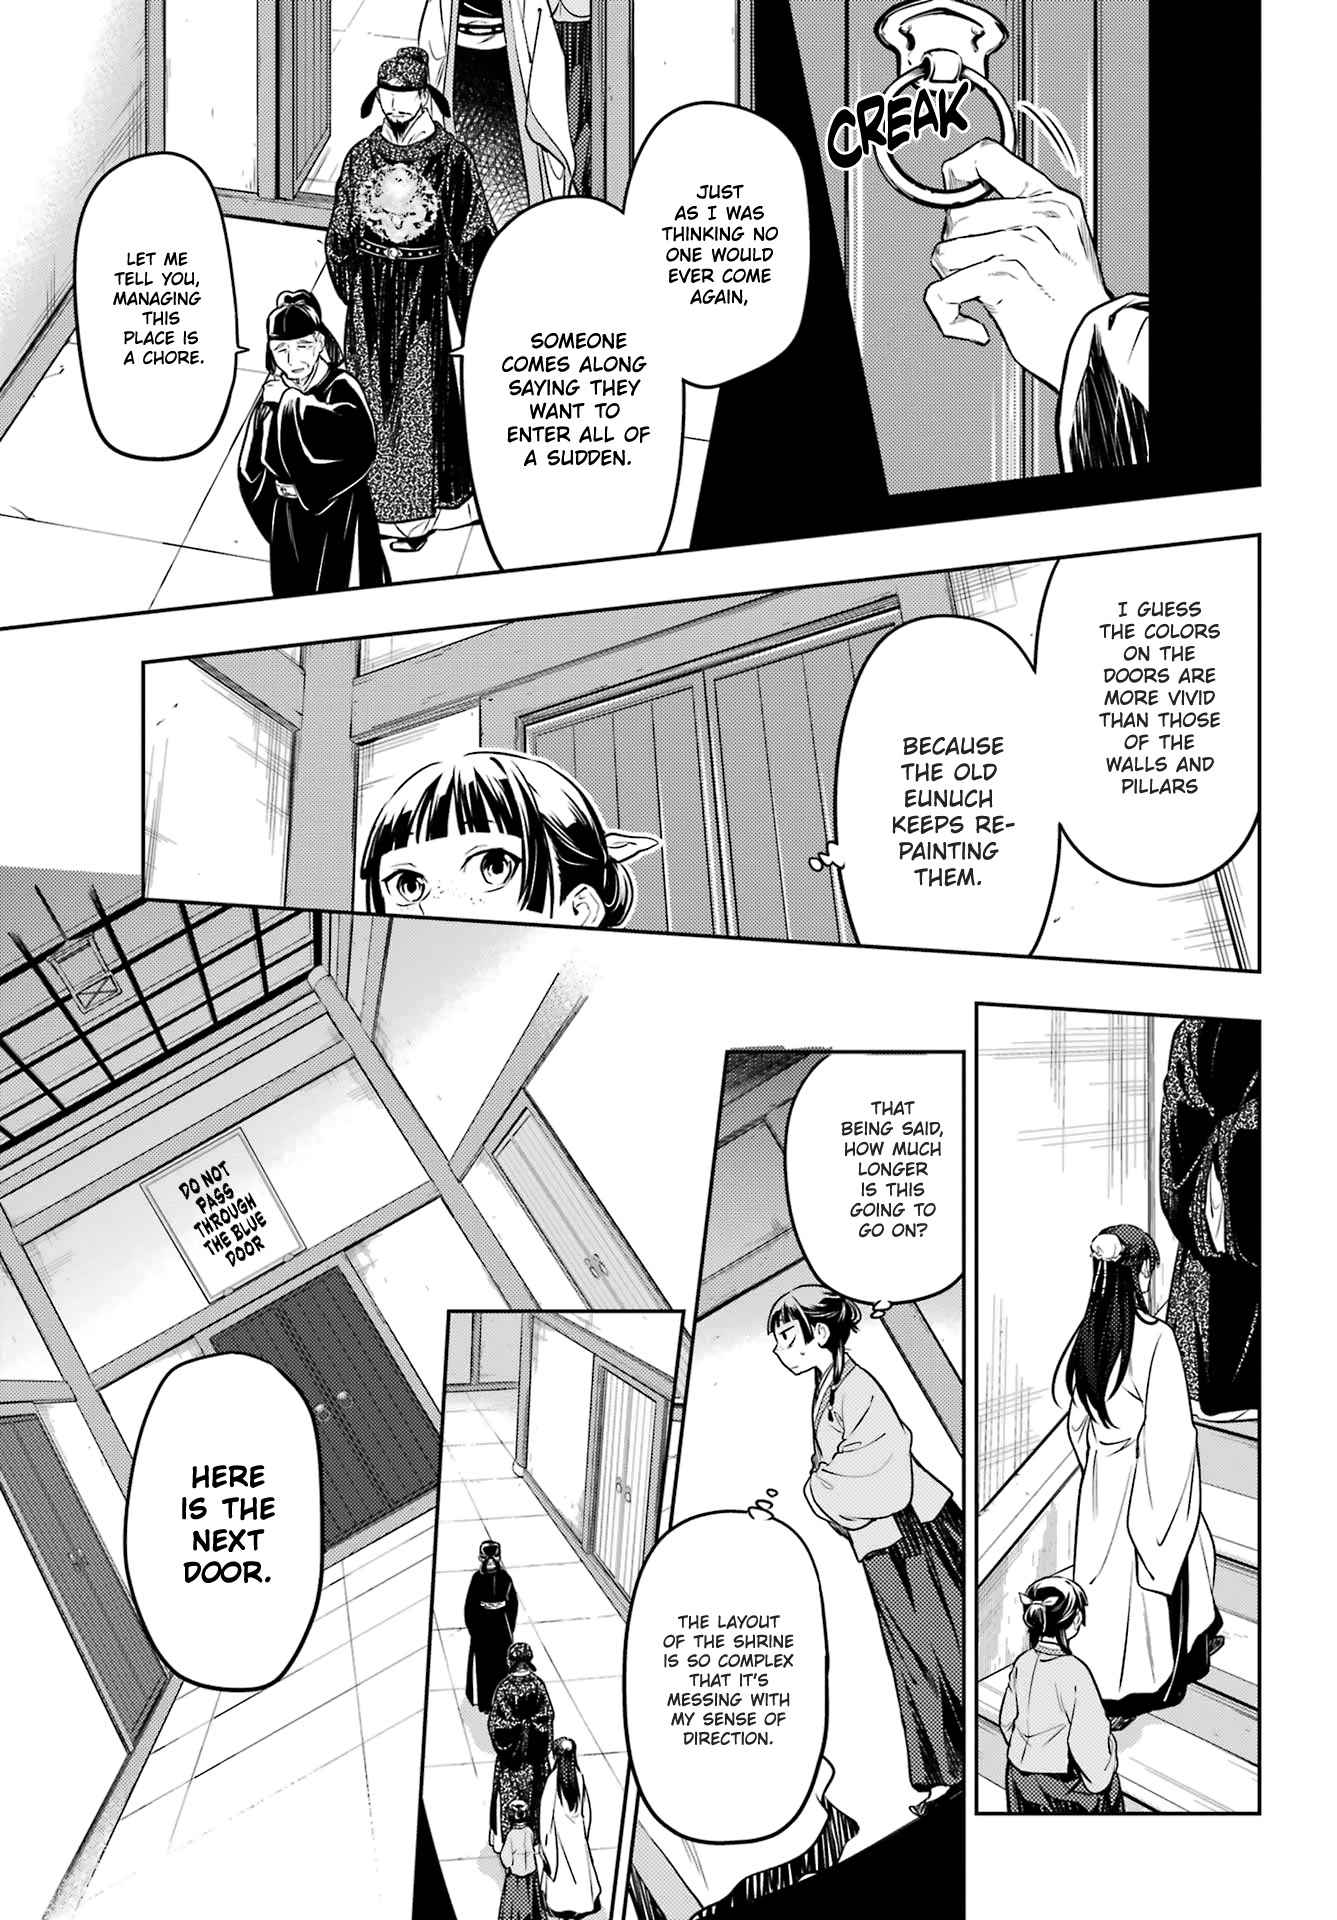 CREAK
JUST
AS I WAS
THINKING NO
ONE WOULD
EVER COME
AGAIN,
SOMEONE
COMES ALONG
SAYING THEY
WANT TO
ENTER ALL OF
A SUDDEN.
LET ME
TELL YOU,
MANAGING
THIS
PLACE IS
A CHORE.
I GUESS
THE COLORS
ON THE
DOORS ARE
MORE VIVID
THAN THOSE
OF THE
WALLS AND
PILLARS
BECAUSE
THE OLD
EUNUCH
KEEPS RE-
PAINTING
THEM.
THAT
BEING SAID,
HOW MUCH
LONGER
IS THIS
GOING TO
GO ON?
THE LAYOUT
OF THE SHRINE
IS SO COMPLEX
THAT IT'S
MESSING WITH
MY SENSE OF
DIRECTION.
DO NOT
PASS
THROUGH
THE BLUE
DOOR
HERE
IS THE
NEXT
DOOR.